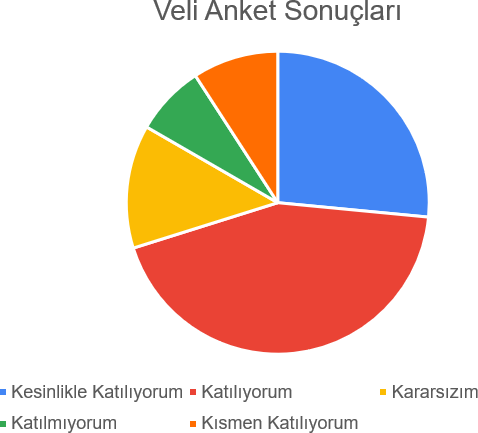 Veli Anket Sonuçları
Kesinlikle Katılıyorum Katılıyorum Kararsızım
Katılmıyorum Kısmen Katılıyorum